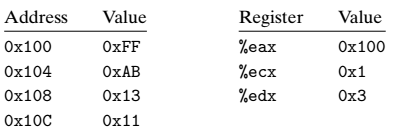 Address Value Register Value
0x100 0xFF %eax 0x100
0x104 0xAB %ecx 0x1
0x108 0x13 %edx 0x3
0x10C 0x11